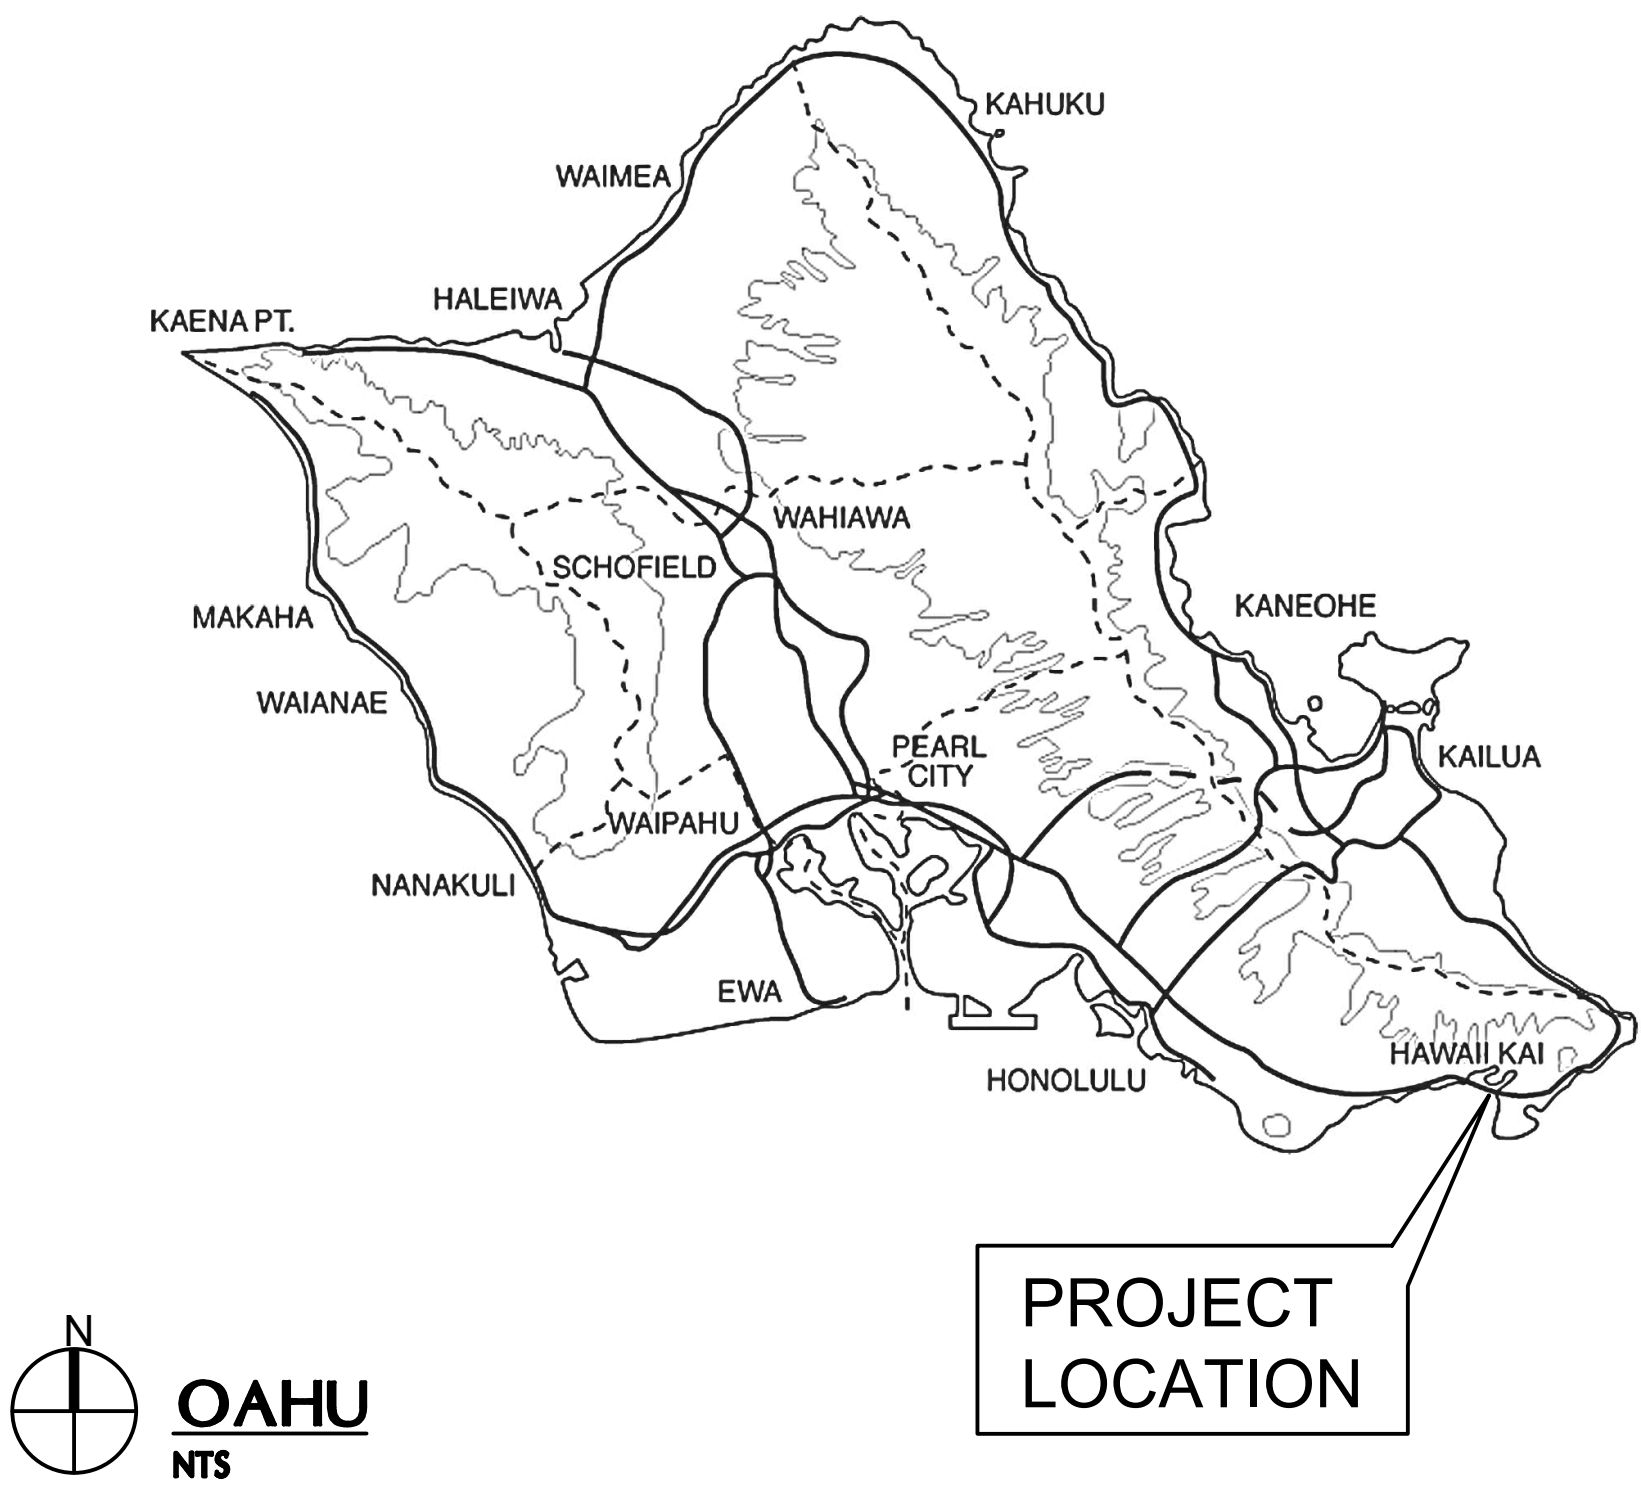 KAHUKU
WAIMEA
HALEIWA
KAENA PT.
WAHIAWA
SCHOFIELD
KANEOHE
MAKAHA
WAIANAE
PEARL
CITY
KAILUA
WAIPAHU
NANAKULI
EWA
HAWAII KAI
HONOLULU
PROJECT
LOCATION
N
OAHU
NTS